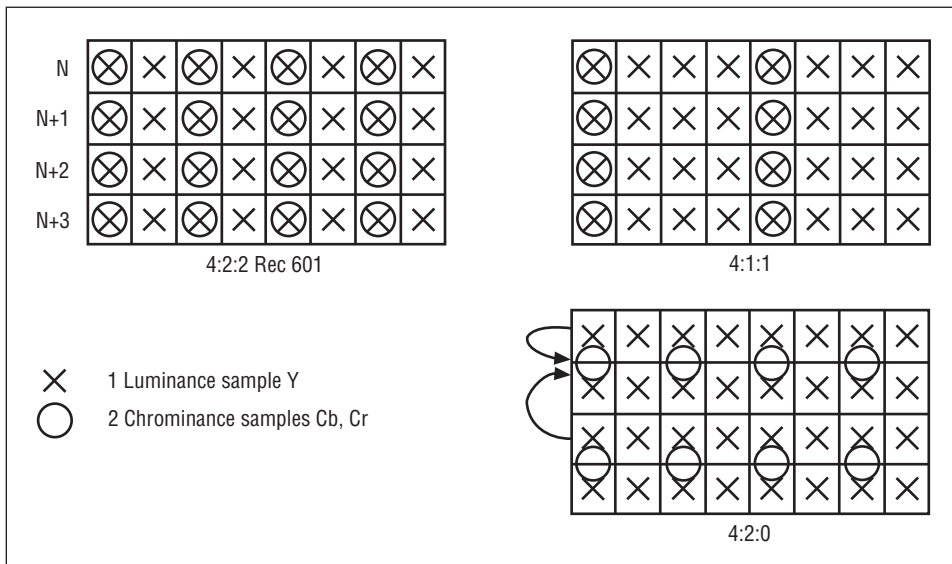 N
N+1
N+2
N+3
4:2:2 Rec 601
4:1:1
1 Luminance sample Y
2 Chrominance samples Cb, Cr
4:2:0